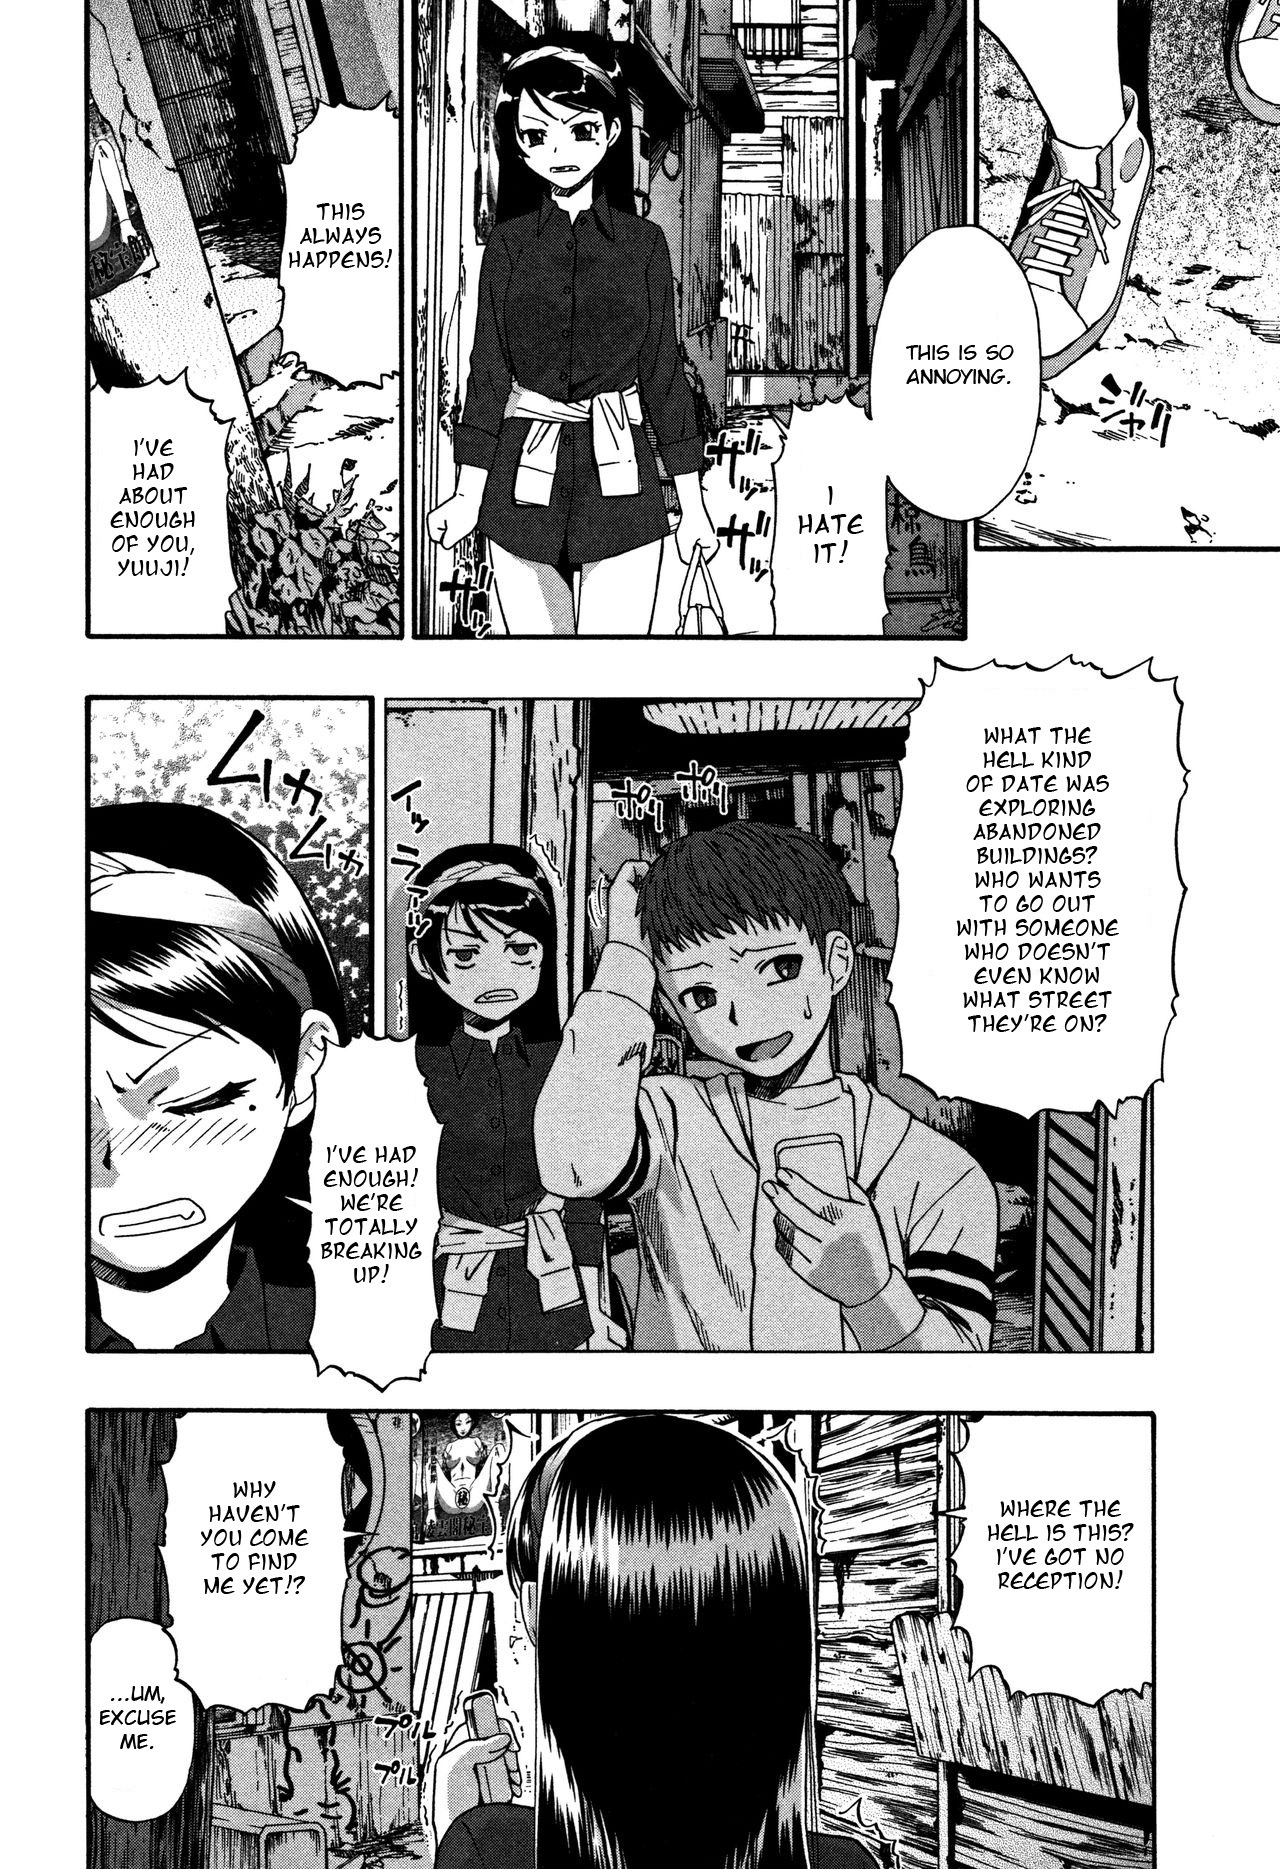 THIS IS SO
ANNOYING.
ジャリ
I
HATE
IT!
ザッ
ザッ
ザッ
THIS
ALWAYS
HAPPENS!
I'VE
HAD
ABOUT
ENOUGH
OF YOU,
YUUJI!
WHAT THE
HELL KIND
OF DATE WAS
EXPLORING
ABANDONED
BUILDINGS?
WHO WANTS
TO GO OUT
WITH SOMEONE
WHO DOESN'T
EVEN KNOW
WHAT STREET
THEY'RE ON?
ポリ
ポリ
イラッ
イラッ
ムカ
ムカ
I'VE HAD
ENOUGH!
WE'RE
TOTALLY
BREAKING
UP!
WHERE THE
HELL IS THIS?
I'VE GOT NO
RECEPTION!
WHY
HAVEN'T
YOU COME
TO FIND
ME YET!?
プル
プル
...UM,
EXCUSE
ME.